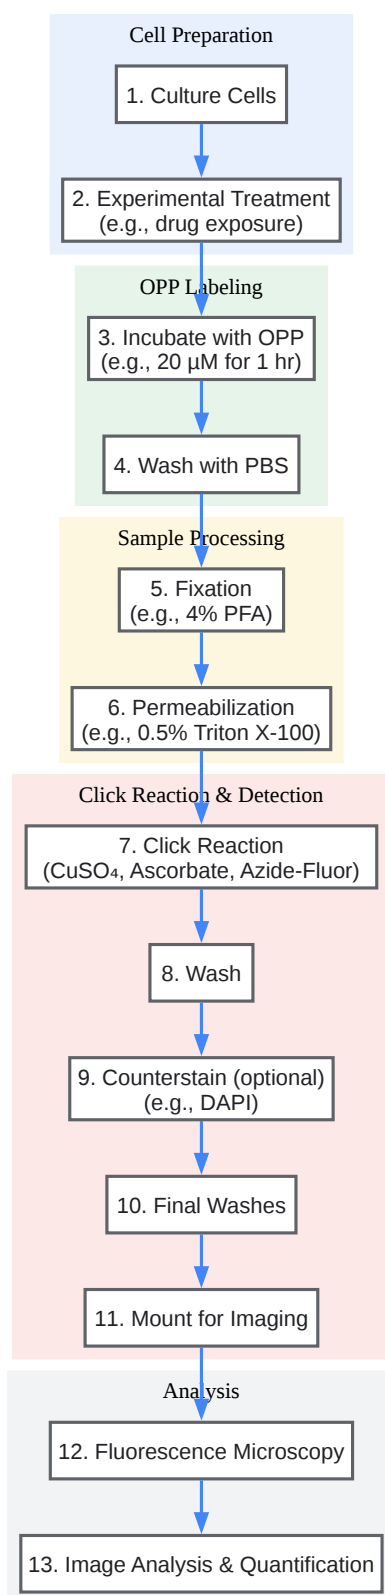 Cell Preparation
1. Culture Cells
2. Experimental Treatment
(e.g., drug exposure)
OPP Labeling
3. Incubate with OPP
(e.g., 20 µM for 1 hr)
4. Wash with PBS
Sample Processing
5. Fixation
(e.g., 4% PFA)
6. Permeabilization
(e.g., 0.5% Triton X-100)
Click Reaction & Detection
7. Click Reaction
(CuSO₄, Ascorbate, Azide-Fluor)
8. Wash
9. Counterstain (optional)
(e.g., DAPI)
10. Final Washes
11. Mount for Imaging
Analysis
12. Fluorescence Microscopy
13. Image Analysis & Quantification